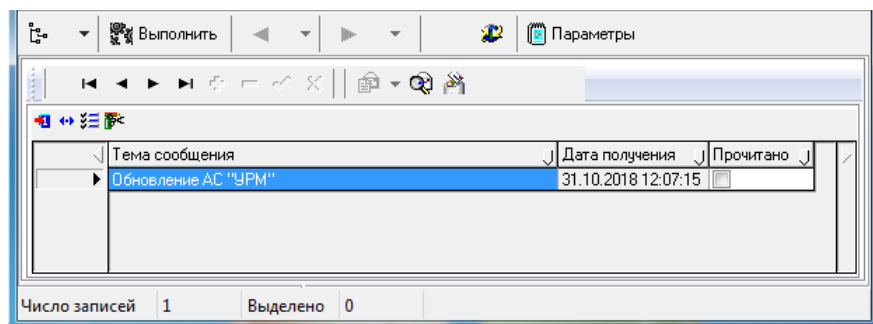 Выполнить Параметры
Тема сообщения Дата получения Прочитано
Обновление АС "УРМ" 31.10.2018 12:07:15
Число записей 1 Выделено 0